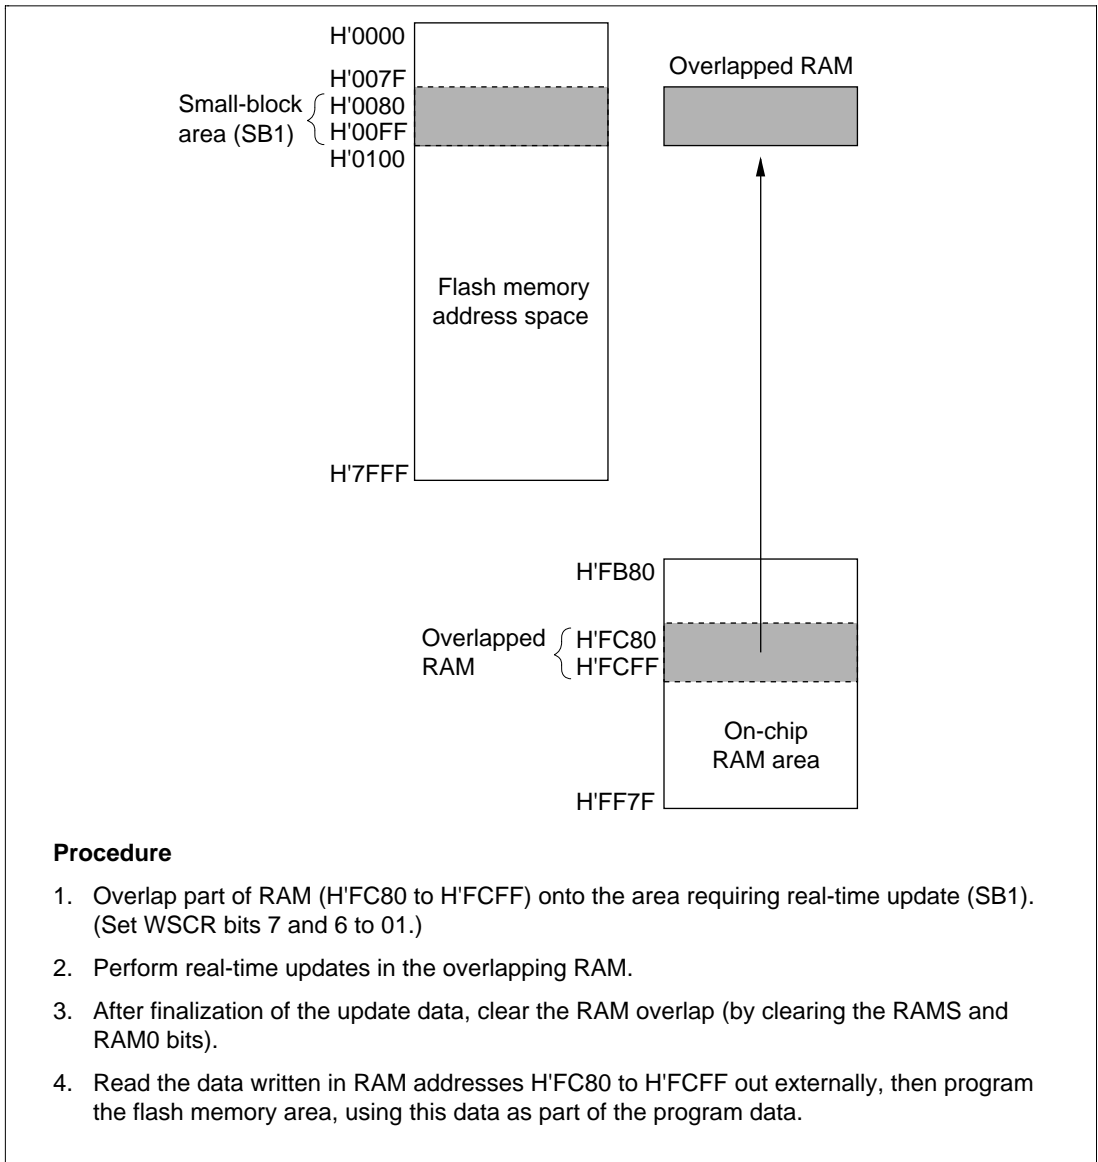 H'0000
H'007F
Small-block
area (SB1)
H'0080
H'00FF
H'0100
Overlapped RAM
Flash memory
address space
H'7FFF
H'FB80
Overlapped
RAM
H'FC80
H'FCFF
On-chip
RAM area
H'FF7F
Procedure
1. Overlap part of RAM (H'FC80 to H'FCFF) onto the area requiring real-time update (SB1).
(Set WSCR bits 7 and 6 to 01.)
2. Perform real-time updates in the overlapping RAM.
3. After finalization of the update data, clear the RAM overlap (by clearing the RAMS and
RAM0 bits).
4. Read the data written in RAM addresses H'FC80 to H'FCFF out externally, then program
the flash memory area, using this data as part of the program data.